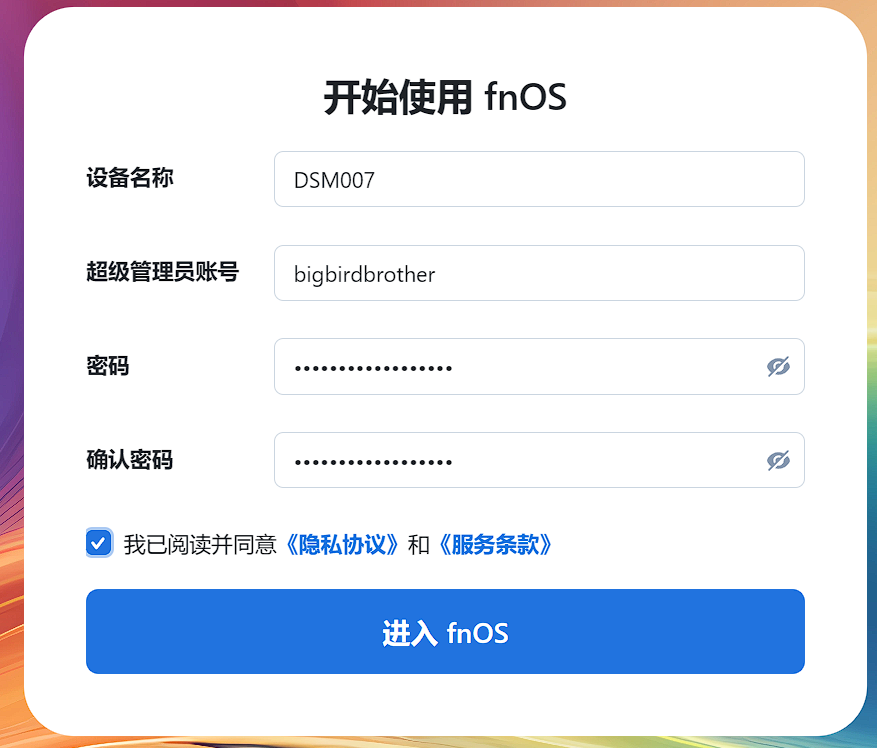 开始使用 fnOS
设备名称 DSM007
超级管理员账号 bigbirdbrother
密码 •••••••••••••••••••
确认密码 •••••••••••••••••••
我已阅读并同意《隐私协议》和《服务条款》
进入 fnOS